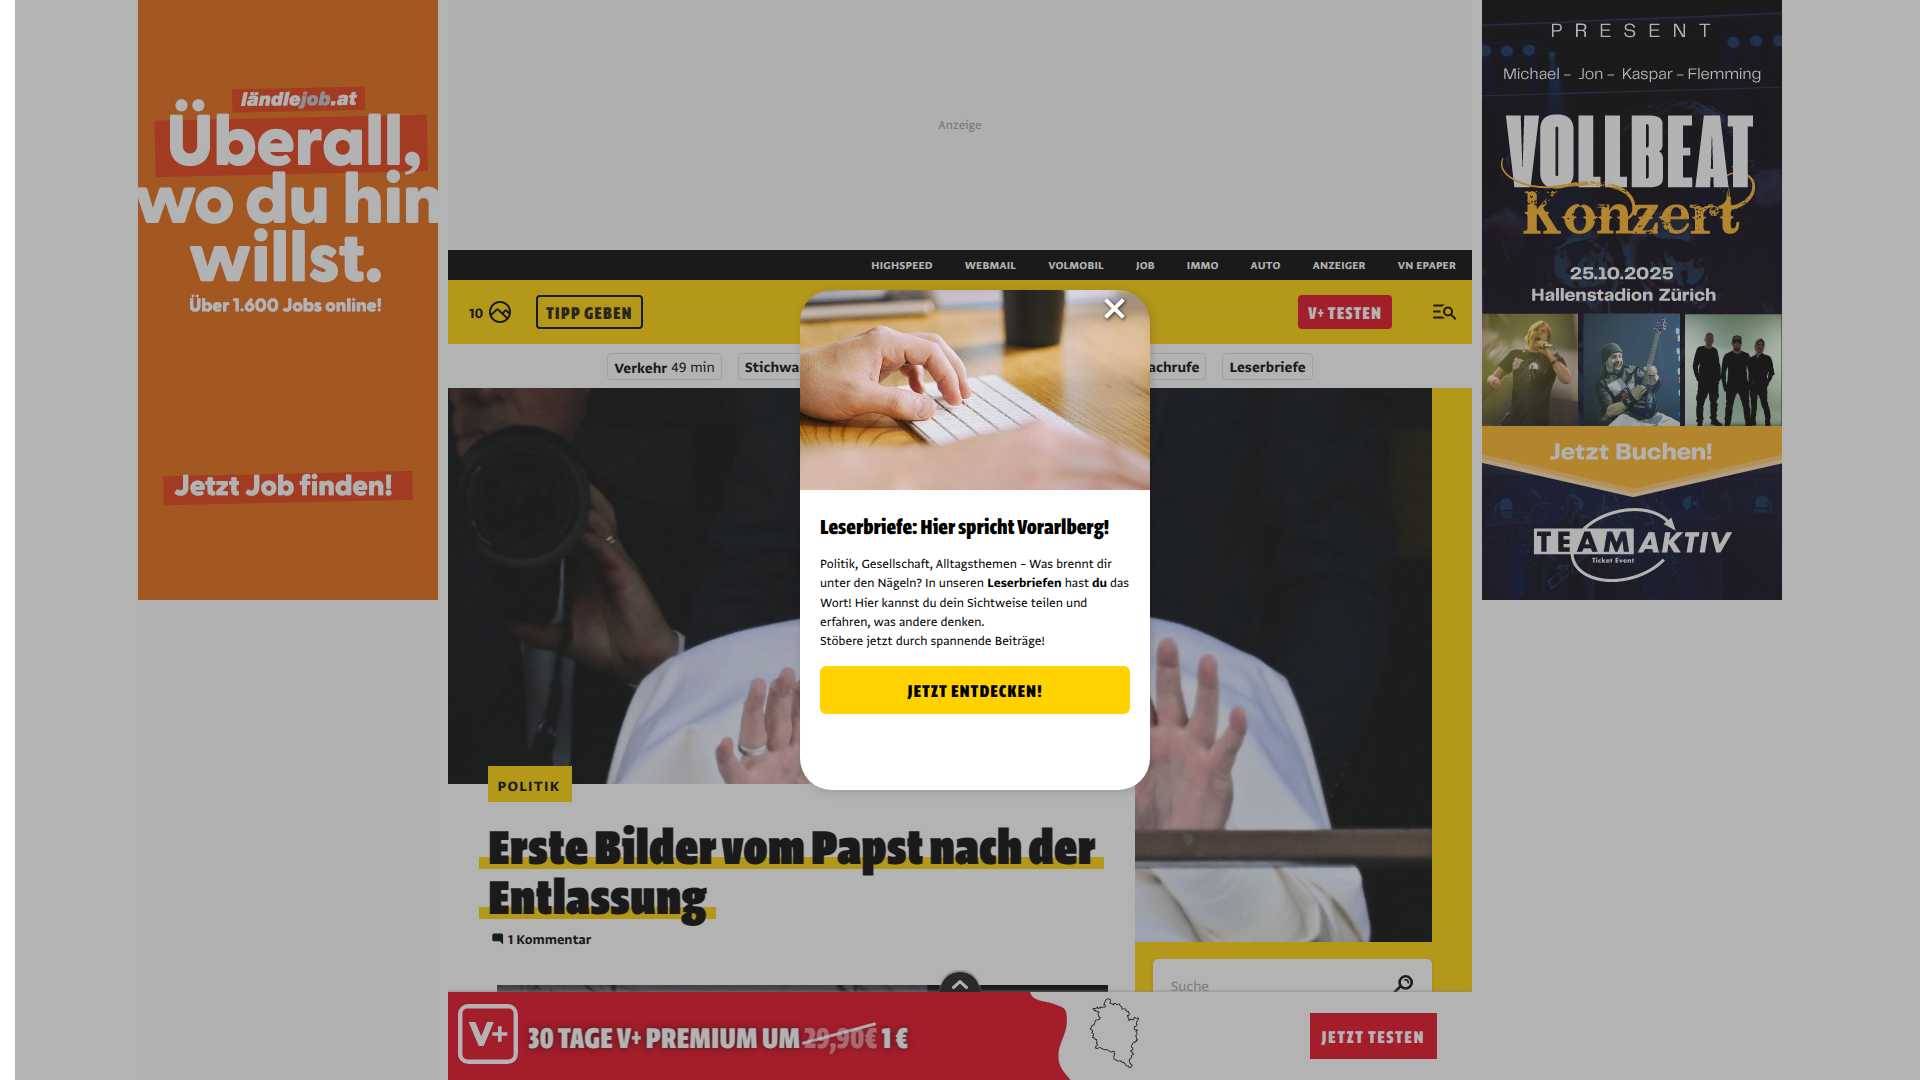 ländlejob.at
Überall,
wo du hin
willst.
Über 1.600 Jobs online!
Jetzt Job finden!
Anzeige
HIGHSPEED WEBMAIL VOLMOBIL JOB IMMO AUTO ANZEIGER VN EPAPER
10 TIPP GEBEN V+ TESTEN
Verkehr 49 min Stichwa achrufe Leserbriefe
Leserbriefe: Hier spricht Vorarlberg!
Politik, Gesellschaft, Alltagsthemen – Was brennt dir
unter den Nägeln? In unseren Leserbriefen hast du das
Wort! Hier kannst du dein Sichtweise teilen und
erfahren, was andere denken.
Stöbere jetzt durch spannende Beiträge!
JETZT ENTDECKEN!
POLITIK
Erste Bilder vom Papst nach der
Entlassung
1 Kommentar
Suche
V+ 30 TAGE V+ PREMIUM UM 29,90€ 1 € JETZT TESTEN
PRESENT
Michael – Jon – Kaspar – Flemming
VOLLBEAT
Konzert
25.10.2025
Hallenstadion Zürich
Jetzt Buchen!
TEAM AKTIV
Ticket Event